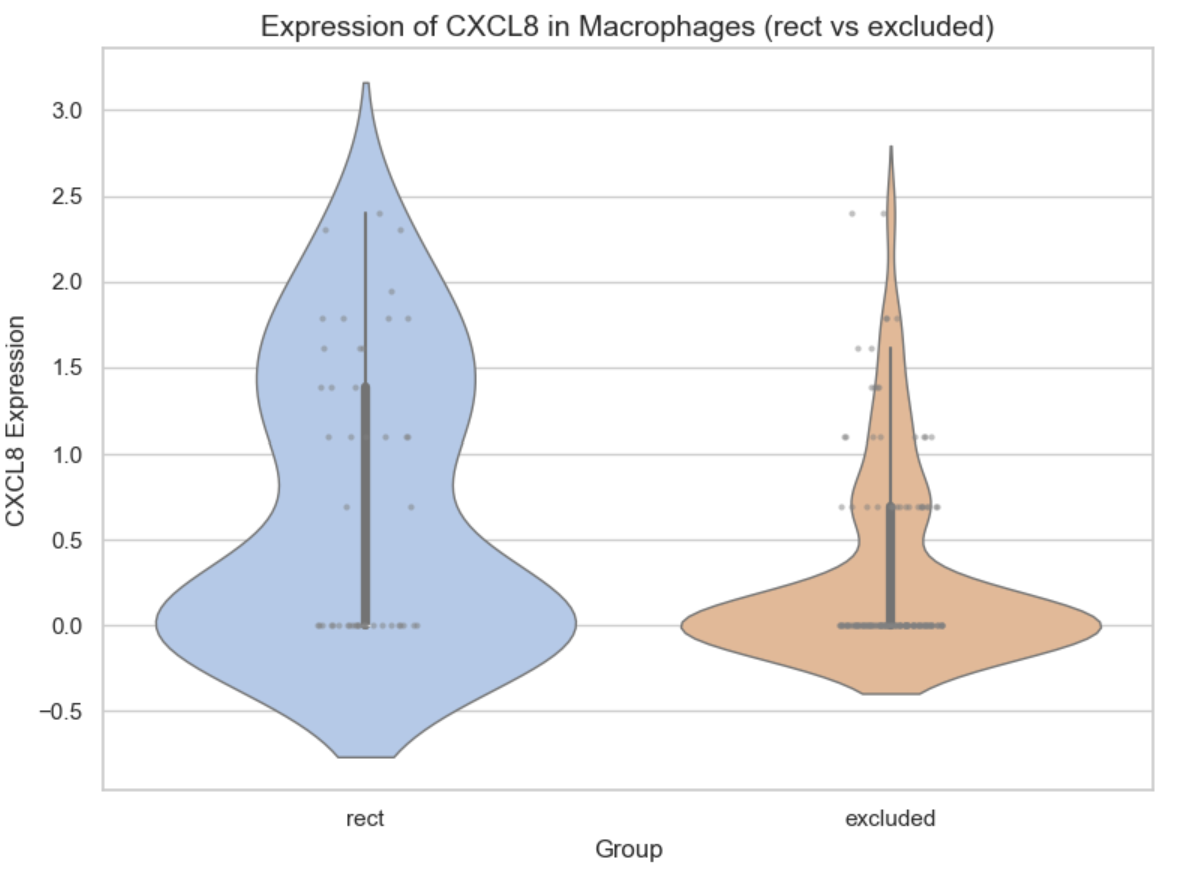 Expression of CXCL8 in Macrophages (rect vs excluded)
3.0
2.5
2.0
1.5
1.0
0.5
0.0
−0.5
CXCL8 Expression
rect excluded
Group